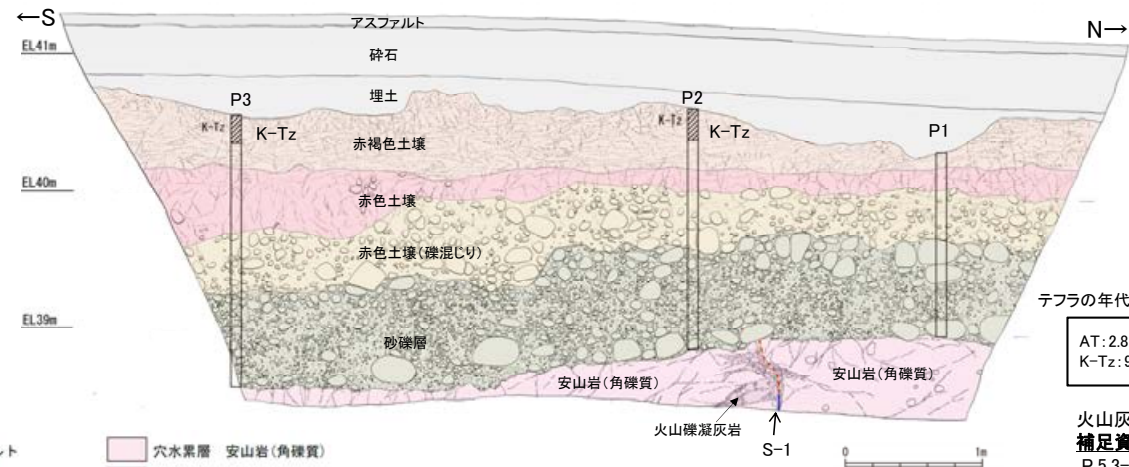 ←S
N→
アスファルト
EL41m
砕石
埋土
P3
P2
P1
K-Tz K-Tz
K-Tz K-Tz
赤褐色土壌
EL40m
赤色土壌
赤色土壌(礫混じり)
EL39m
砂礫層
安山岩(角礫質)
安山岩(角礫質)
火山礫凝灰岩
S-1
0 1m
テフラの年代
AT:2.8
K-Tz:9
火山灰
補足資
P.5.3-
ルト
穴水累層 安山岩(角礫質)